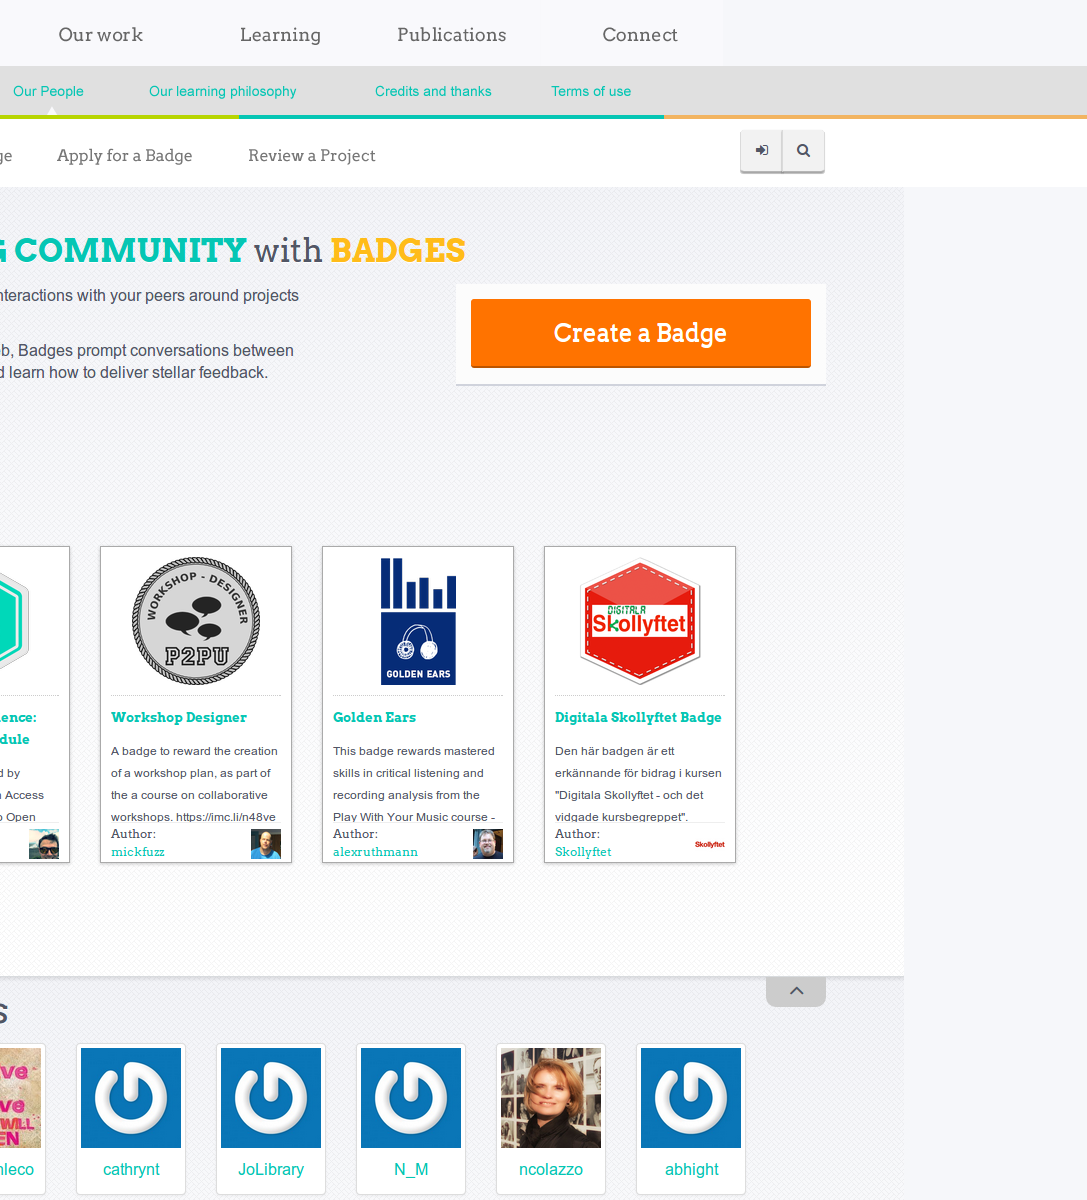 Our work Learning Publications Connect
Our People Our learning philosophy Credits and thanks Terms of use
Apply for a Badge Review a Project
COMMUNITY with BADGES
interactions with your peers around projects
Create a Badge
Badges prompt conversations between
learn how to deliver stellar feedback.
WORKSHOP - DESIGNER
P2PU
GOLDEN EARS
DIGITALA
Skollyftet
Workshop Designer
A badge to reward the creation
of a workshop plan, as part of
the a course on collaborative
workshops. https://imc.li/n48ve
Author:
mickfuzz
Golden Ears
This badge rewards mastered
skills in critical listening and
recording analysis from the
Play With Your Music course -
Author:
alexruthmann
Digitala Skollyftet Badge
Den här badgen är ett
erkännande för bidrag i kursen
"Digitala Skollyftet - och det
vidgade kursbegreppet".
Author:
Skollyftet
Skollyftet
by
Access
Open
cathrynt
JoLibrary
N_M
ncolazzo
abhight